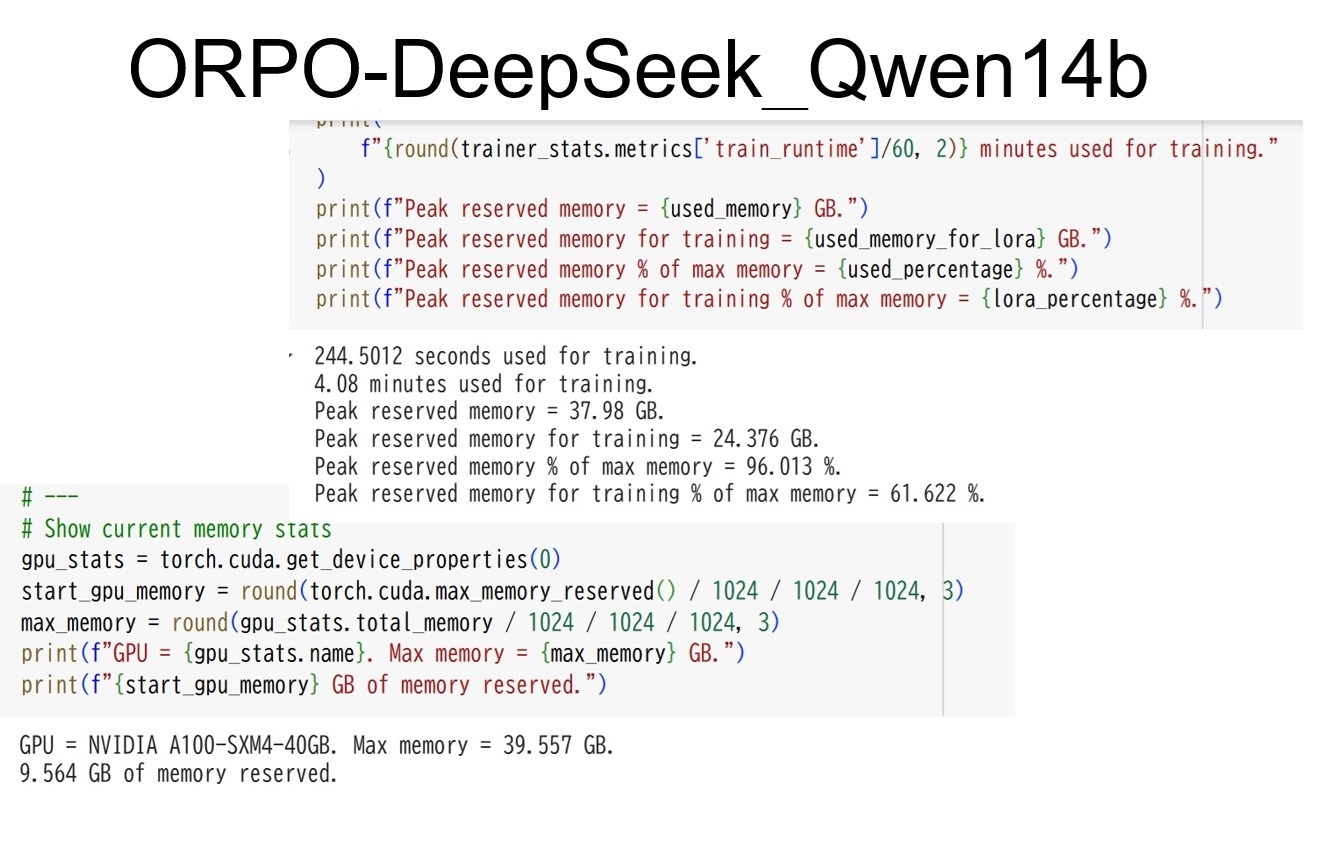 ORPO-DeepSeek_Qwen14b
print(
f"{round(trainer_stats.metrics['train_runtime']/60, 2)} minutes used for training."
)
print(f"Peak reserved memory = {used_memory} GB.")
print(f"Peak reserved memory for training = {used_memory_for_lora} GB.")
print(f"Peak reserved memory % of max memory = {used_percentage} %.")
print(f"Peak reserved memory for training % of max memory = {lora_percentage} %.")
244.5012 seconds used for training.
4.08 minutes used for training.
Peak reserved memory = 37.98 GB.
Peak reserved memory for training = 24.376 GB.
Peak reserved memory % of max memory = 96.013 %.
Peak reserved memory for training % of max memory = 61.622 %.
# ---
# Show current memory stats
gpu_stats = torch.cuda.get_device_properties(0)
start_gpu_memory = round(torch.cuda.max_memory_reserved() / 1024 / 1024 / 1024, 3)
max_memory = round(gpu_stats.total_memory / 1024 / 1024 / 1024, 3)
print(f"GPU = {gpu_stats.name}. Max memory = {max_memory} GB.")
print(f"{start_gpu_memory} GB of memory reserved.")
GPU = NVIDIA A100-SXM4-40GB. Max memory = 39.557 GB.
9.564 GB of memory reserved.